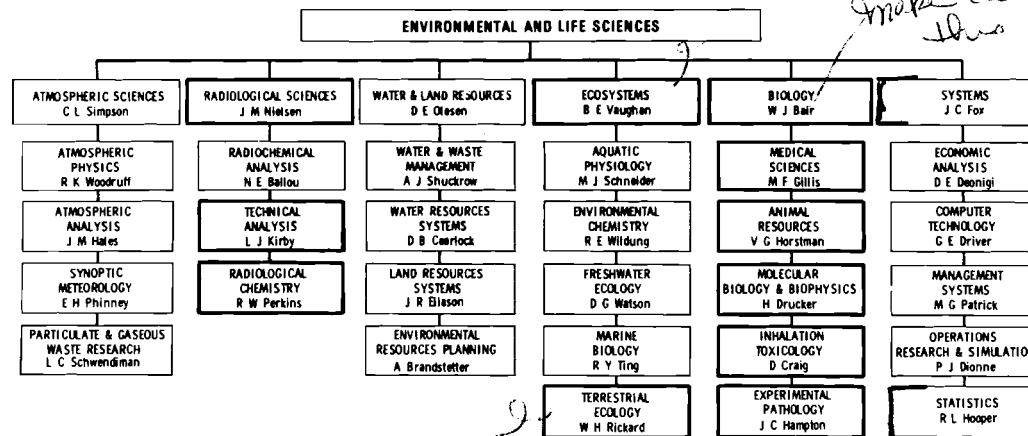 ENVIRONMENTAL AND LIFE SCIENCES
ATMOSPHERIC SCIENCES
C L Simpson
RADIOLOGICAL SCIENCES
J M Nielsen
WATER & LAND RESOURCES
D E Olesen
ECOSYSTEMS
B E Vaughan
BIOLOGY
W J Bair
SYSTEMS
J C Fox
ATMOSPHERIC
PHYSICS
R K Woodruff
ATMOSPHERIC
ANALYSIS
J M Hales
SYNOPTIC
METEOROLOGY
E H Phinney
PARTICULATE & GASEOUS
WASTE RESEARCH
L C Schwendiman
RADIOCHEMICAL
ANALYSIS
N E Ballou
TECHNICAL
ANALYSIS
L J Kirby
RADIOLOGICAL
CHEMISTRY
R W Perkins
WATER & WASTE
MANAGEMENT
A J Shuckrow
WATER RESOURCES
SYSTEMS
D B Cearlock
LAND RESOURCES
SYSTEMS
J R Eliason
ENVIRONMENTAL
RESOURCES PLANNING
A Brandstetter
AQUATIC
PHYSIOLOGY
M J Schneider
ENVIRONMENTAL
CHEMISTRY
R E Wildung
FRESHWATER
ECOLOGY
D G Watson
MARINE
BIOLOGY
R Y Ting
TERRESTRIAL
ECOLOGY
W H Rickard
MEDICAL
SCIENCES
M F Gillis
ANIMAL
RESOURCES
V G Horstman
MOLECULAR
BIOLOGY & BIOPHYSICS
H Drucker
INHALATION
TOXICOLOGY
D Craig
EXPERIMENTAL
PATHOLOGY
J C Hampton
ECONOMIC
ANALYSIS
D E Deonigi
COMPUTER
TECHNOLOGY
G E Driver
MANAGEMENT
SYSTEMS
M G Patrick
OPERATIONS
RESEARCH & SIMULATIO
P J Dionne
STATISTICS
R L Hooper